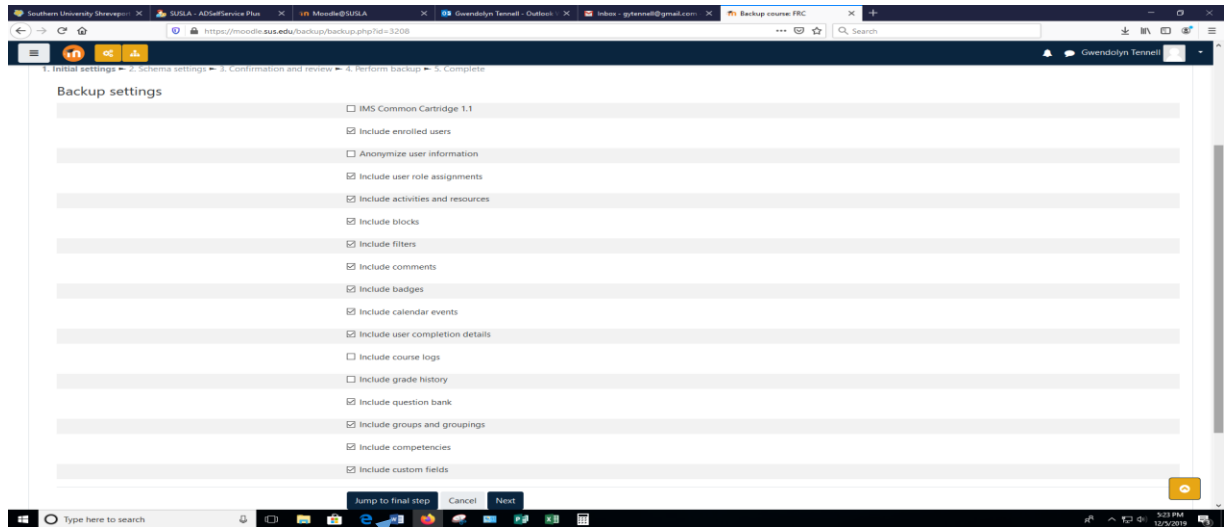 Southern University Shrevepor
SUSLA - ADSelfService Plus
Moodle@SUSLA
Gwendolyn Tennell - Outlook
Inbox - gytennell@gmail.com
Backup course: FRC
https://moodle.sus.edu/backup/backup.php?id=3208
Search
Gwendolyn Tennell
1. Initial settings ► 2. Schema settings ► 3. Confirmation and review ► 4. Perform backup ► 5. Complete
Backup settings
IMS Common Cartridge 1.1
Include enrolled users
Anonymize user information
Include user role assignments
Include activities and resources
Include blocks
Include filters
Include comments
Include badges
Include calendar events
Include user completion details
Include course logs
Include grade history
Include question bank
Include groups and groupings
Include competencies
Include custom fields
Jump to final step Cancel Next
Type here to search
5:23 PM
12/5/2019